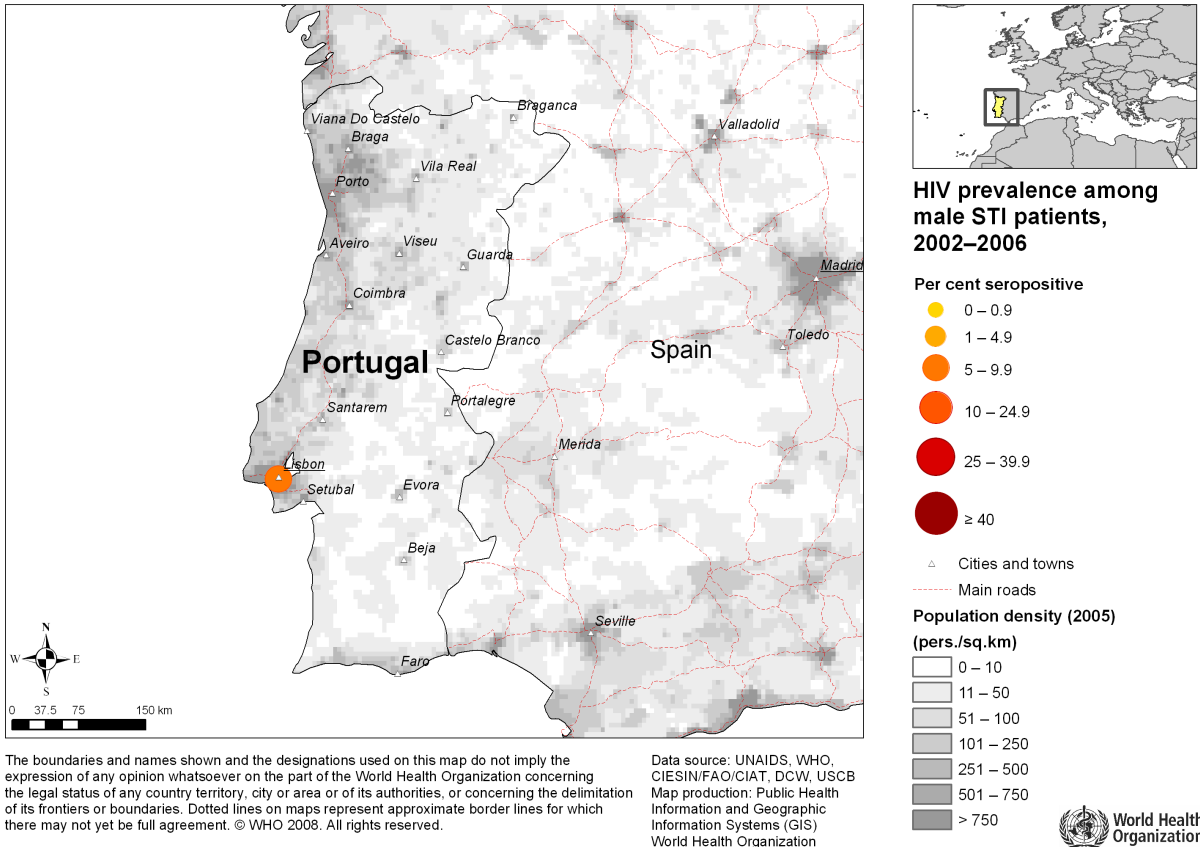 Viana Do Castelo
Braganca
Braga
Valladolid
Vila Real
Porto
Aveiro
Viseu
Guarda
Madrid
Coimbra
Toledo
Castelo Branco
Portugal
Spain
Santarem
Portalegre
Merida
Lisbon
Setubal
Evora
Beja
Seville
Faro
N
W
E
S
0 37.5 75 150 km
HIV prevalence among
male STI patients,
2002–2006
Per cent seropositive
0 – 0.9
1 – 4.9
5 – 9.9
10 – 24.9
25 – 39.9
≥ 40
Cities and towns
Main roads
Population density (2005)
(pers./sq.km)
0 – 10
11 – 50
51 – 100
101 – 250
251 – 500
501 – 750
> 750
The boundaries and names shown and the designations used on this map do not imply the
expression of any opinion whatsoever on the part of the World Health Organization concerning
the legal status of any country territory, city or area or of its authorities, or concerning the delimitation
of its frontiers or boundaries. Dotted lines on maps represent approximate border lines for which
there may not yet be full agreement. © WHO 2008. All rights reserved.
Data source: UNAIDS, WHO,
CIESIN/FAO/CIAT, DCW, USCB
Map production: Public Health
Information and Geographic
Information Systems (GIS)
World Health Organization
World Health
Organization